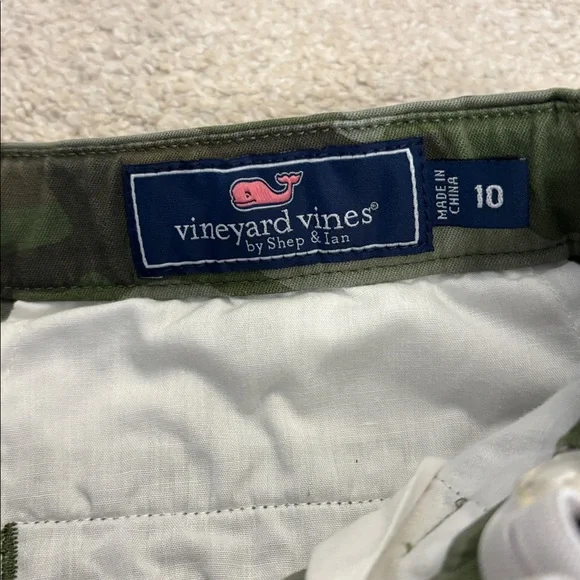 vineyard vines®
by Shep & Ian
MADE IN
CHINA
10